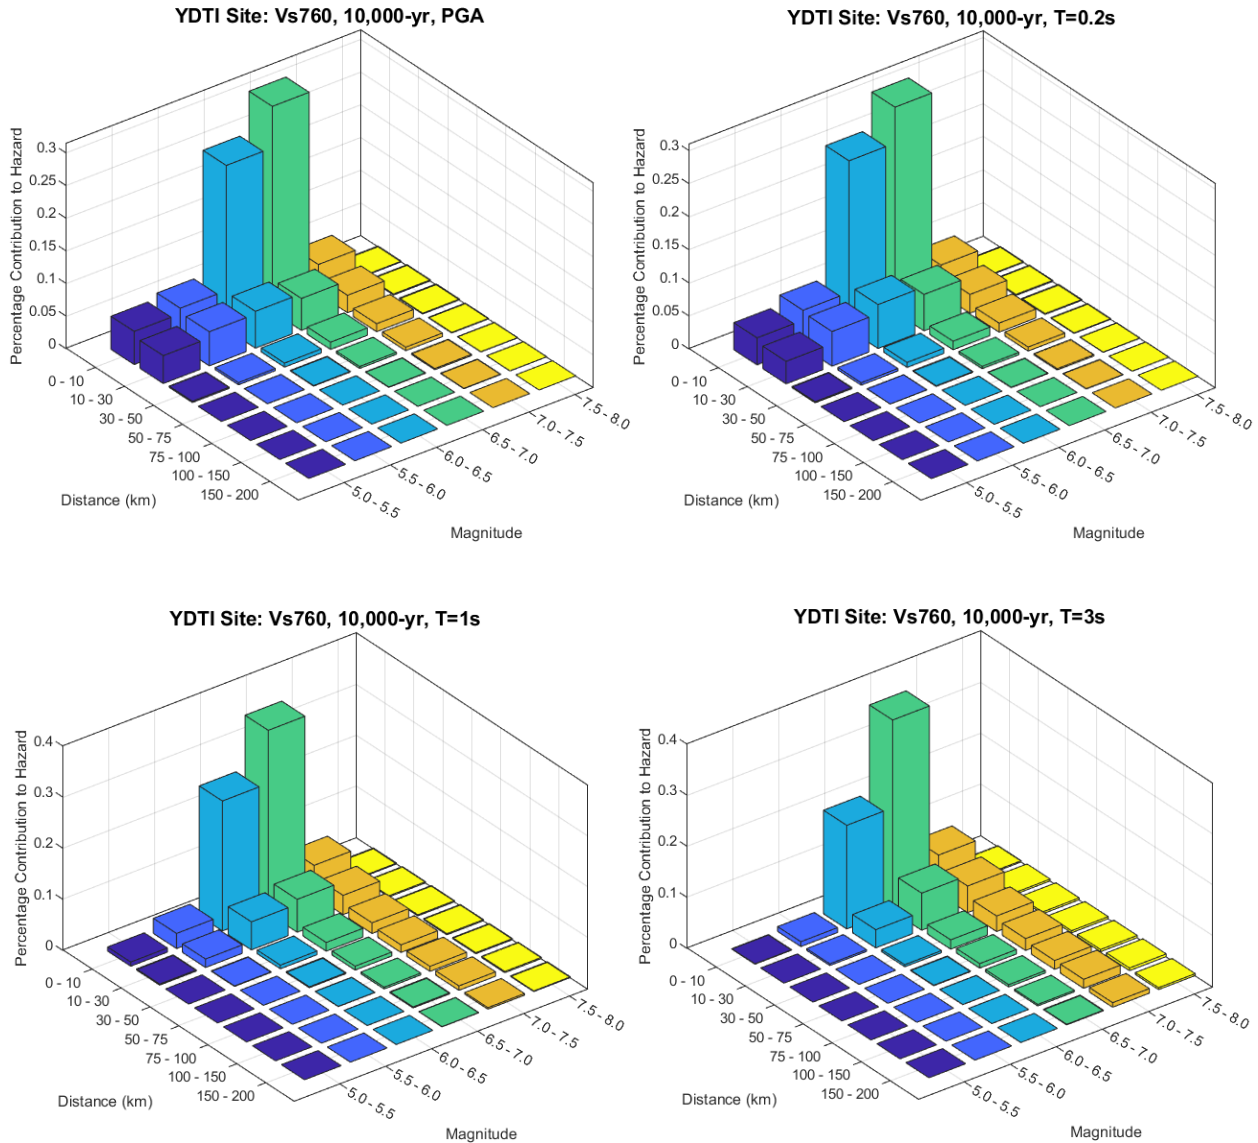 YDTI Site: Vs760, 10,000-yr, PGA
Percentage Contribution to Hazard
0.3
0.25
0.2
0.15
0.1
0.05
0
0 - 10
10 - 30
30 - 50
50 - 75
75 - 100
100 - 150
150 - 200
Distance (km)
5.0 - 5.5
5.5 - 6.0
6.0 - 6.5
6.5 - 7.0
7.0 - 7.5
7.5 - 8.0
Magnitude
YDTI Site: Vs760, 10,000-yr, T=0.2s
Percentage Contribution to Hazard
0.3
0.25
0.2
0.15
0.1
0.05
0
0 - 10
10 - 30
30 - 50
50 - 75
75 - 100
100 - 150
150 - 200
Distance (km)
5.0 - 5.5
5.5 - 6.0
6.0 - 6.5
6.5 - 7.0
7.0 - 7.5
7.5 - 8.0
Magnitude
YDTI Site: Vs760, 10,000-yr, T=1s
Percentage Contribution to Hazard
0.4
0.3
0.2
0.1
0
0 - 10
10 - 30
30 - 50
50 - 75
75 - 100
100 - 150
150 - 200
Distance (km)
5.0 - 5.5
5.5 - 6.0
6.0 - 6.5
6.5 - 7.0
7.0 - 7.5
7.5 - 8.0
Magnitude
YDTI Site: Vs760, 10,000-yr, T=3s
Percentage Contribution to Hazard
0.4
0.3
0.2
0.1
0
0 - 10
10 - 30
30 - 50
50 - 75
75 - 100
100 - 150
150 - 200
Distance (km)
5.0 - 5.5
5.5 - 6.0
6.0 - 6.5
6.5 - 7.0
7.0 - 7.5
7.5 - 8.0
Magnitude